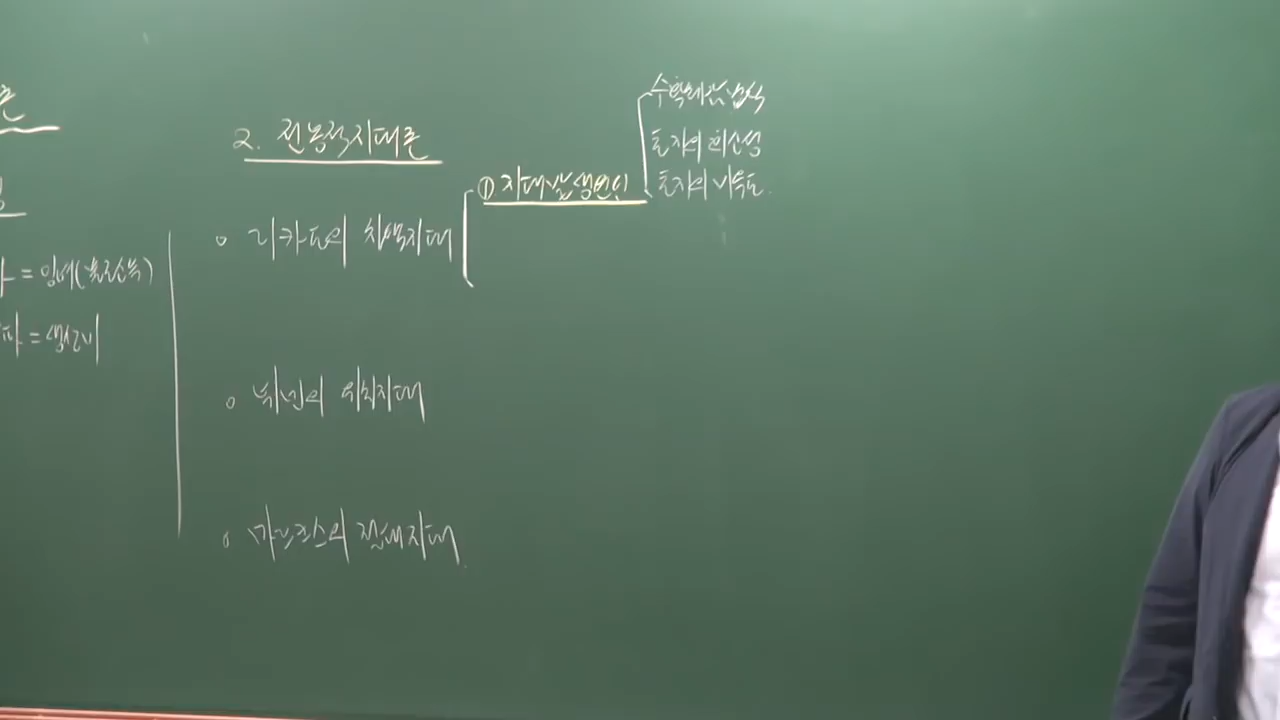 론
= 임대(불로소득)
= 생산비
2. 전통적지대론
○ 리카도의 차액지대
① 지대발생원인
수확체감법칙
토지의 희소성
토지의 비옥도
○ 튀넨의 위치지대
○ 마르크스의 절대지대